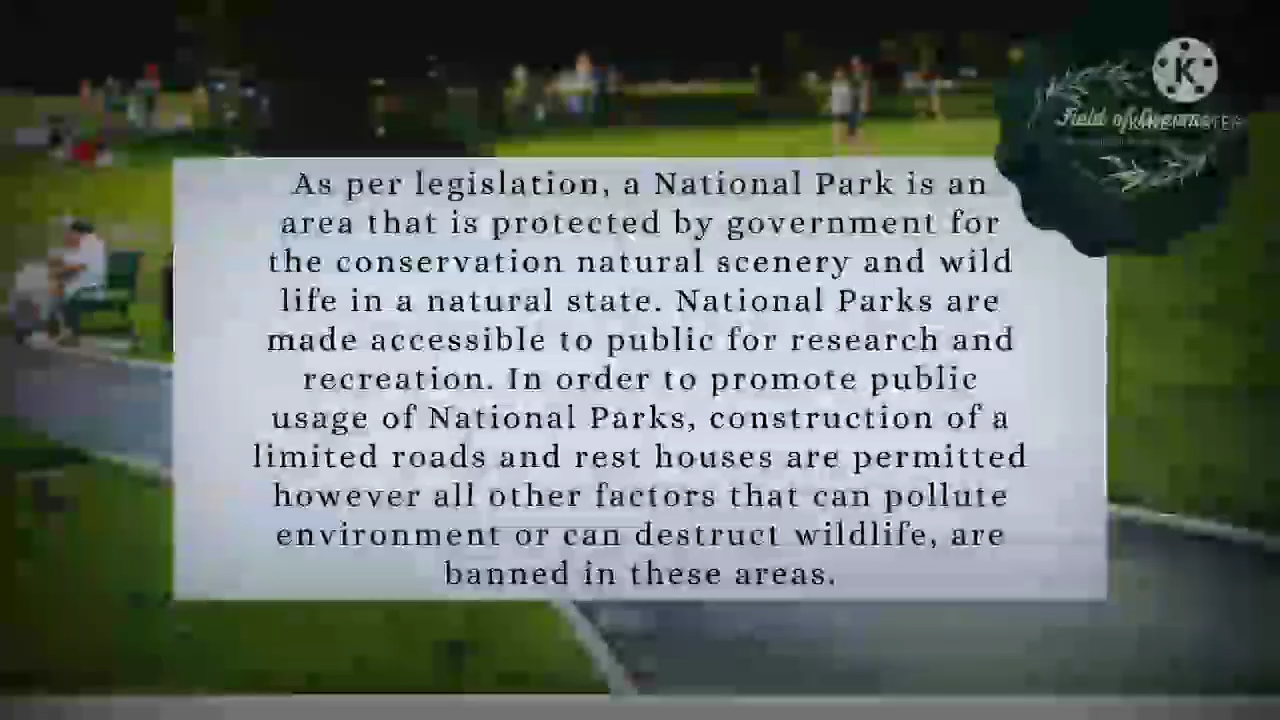 As per legislation, a National Park is an
area that is protected by government for
the conservation natural scenery and wild
life in a natural state. National Parks are
made accessible to public for research and
recreation. In order to promote public
usage of National Parks, construction of a
limited roads and rest houses are permitted
however all other factors that can pollute
environment or can destruct wildlife, are
banned in these areas.
K
Field of
KINEMASTER